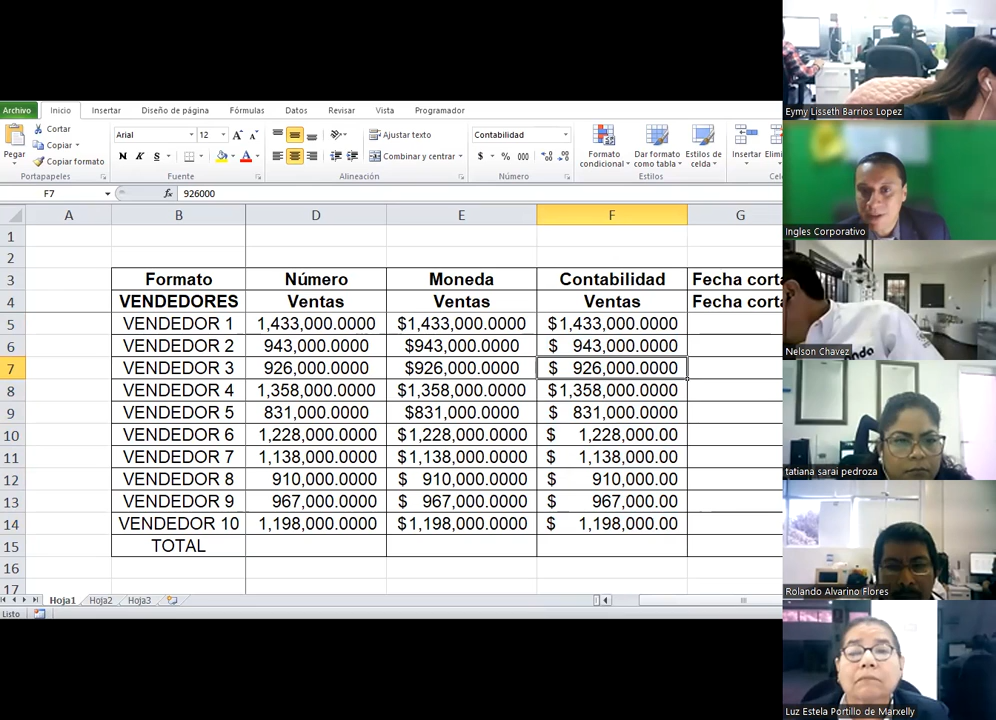 Archivo Inicio Insertar Diseño de página Fórmulas Datos Revisar Vista Programador
Pegar
Cortar
Copiar
Copiar formato
Portapapeles
Arial 12
N K S
Fuente
Ajustar texto
Combinar y centrar
Alineación
Contabilidad
$ % 000
Número
Formato condicional
Dar formato como tabla
Estilos de celda
Estilos
Insertar
F7 fx 926000
A B D E F G
1
2
3 Formato Número Moneda Contabilidad Fecha corta
4 VENDEDORES Ventas Ventas Ventas Fecha corta
5 VENDEDOR 1 1,433,000.0000 $1,433,000.0000 $1,433,000.0000
6 VENDEDOR 2 943,000.0000 $943,000.0000 $ 943,000.0000
7 VENDEDOR 3 926,000.0000 $926,000.0000 $ 926,000.0000
8 VENDEDOR 4 1,358,000.0000 $1,358,000.0000 $1,358,000.0000
9 VENDEDOR 5 831,000.0000 $831,000.0000 $ 831,000.0000
10 VENDEDOR 6 1,228,000.0000 $1,228,000.0000 $ 1,228,000.00
11 VENDEDOR 7 1,138,000.0000 $1,138,000.0000 $ 1,138,000.00
12 VENDEDOR 8 910,000.0000 $ 910,000.0000 $ 910,000.00
13 VENDEDOR 9 967,000.0000 $ 967,000.0000 $ 967,000.00
14 VENDEDOR 10 1,198,000.0000 $1,198,000.0000 $ 1,198,000.00
15 TOTAL
16
17
Hoja1 Hoja2 Hoja3
Listo
Eymy Lisseth Barrios Lopez
Ingles Corporativo
Nelson Chavez
tatiana sarai pedroza
Rolando Alvarino Flores
Luz Estela Portillo de Marxelly